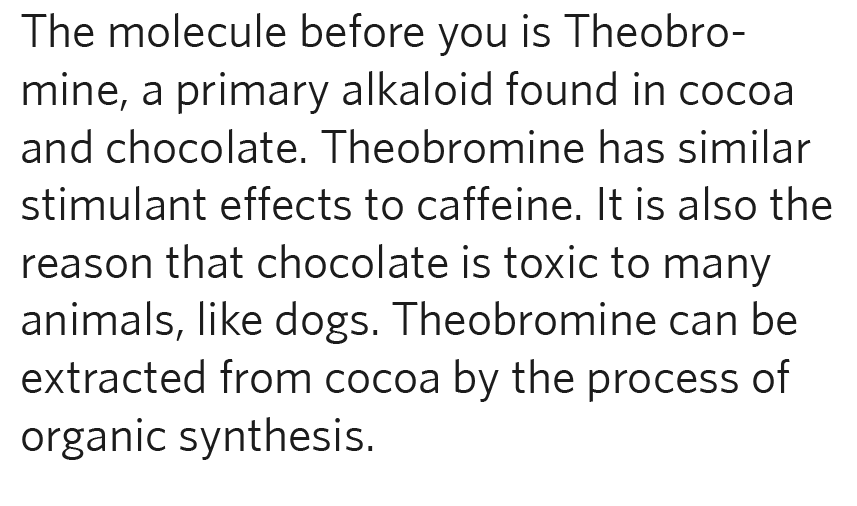 The molecule before you is Theobro-
mine, a primary alkaloid found in cocoa
and chocolate. Theobromine has similar
stimulant effects to caffeine. It is also the
reason that chocolate is toxic to many
animals, like dogs. Theobromine can be
extracted from cocoa by the process of
organic synthesis.